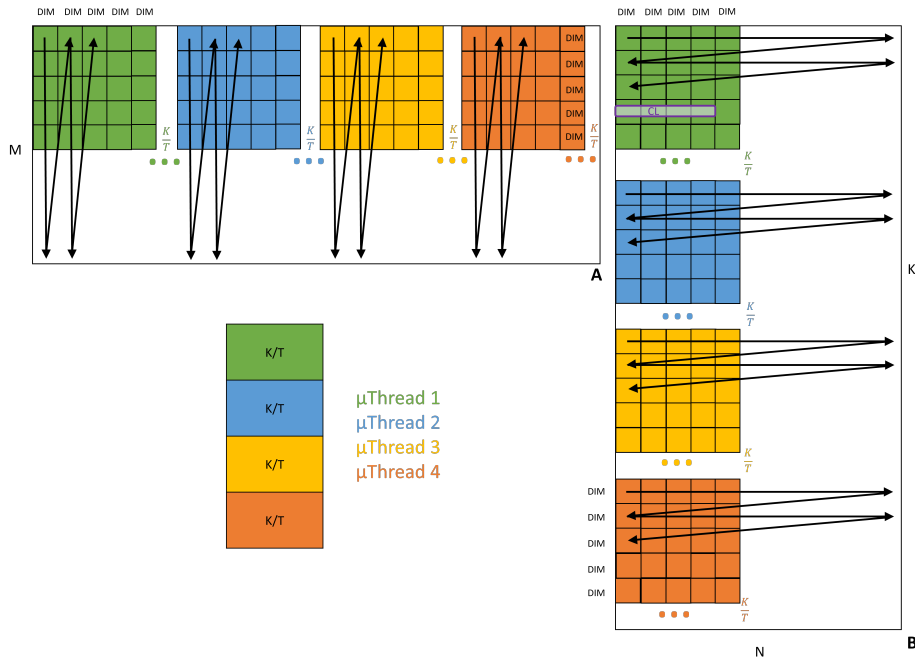 DIM DIM DIM DIM DIM
DIM DIM DIM DIM DIM
DIM
DIM
DIM
DIM
DIM
CL
M
K/T
K/T
K/T
K/T
K/T
A
K
K/T
K/T
K/T
K/T
K/T
K/T
K/T
µThread 1
µThread 2
µThread 3
µThread 4
DIM
DIM
DIM
DIM
DIM
K/T
N
B